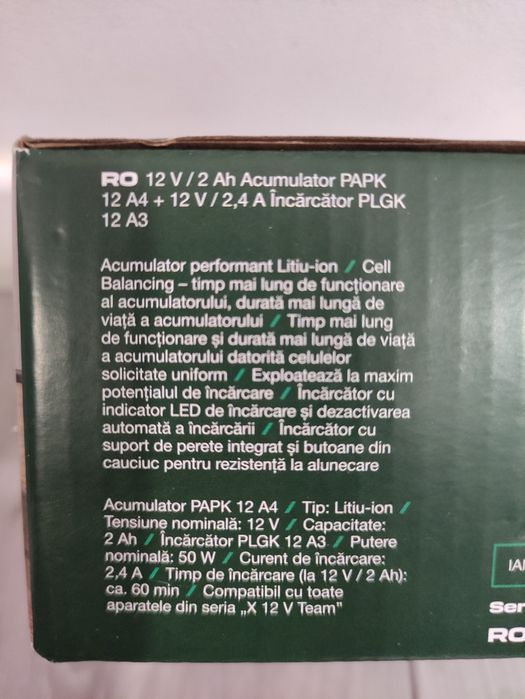 RO 12 V / 2 Ah Acumulator PAPK
12 A4 + 12 V / 2,4 A Încărcător PLGK
12 A3
Acumulator performant Litiu-ion / Cell
Balancing – timp mai lung de funcționare
al acumulatorului, durată mai lungă de
viață a acumulatorului / Timp mai lung
de funcționare și durată mai lungă de viață
a acumulatorului datorită celulelor
solicitate uniform / Exploatează la maxim
potențialul de încărcare / Încărcător cu
indicator LED de încărcare și dezactivarea
automată a încărcării / Încărcător cu
suport de perete integrat și butoane din
cauciuc pentru rezistență la alunecare
Acumulator PAPK 12 A4 / Tip: Litiu-ion /
Tensiune nominală: 12 V / Capacitate:
2 Ah / Încărcător PLGK 12 A3 / Putere
nominală: 50 W / Curent de încărcare:
2,4 A / Timp de încărcare (la 12 V / 2 Ah):
ca. 60 min / Compatibil cu toate
aparatele din seria „X 12 V Team"
IA
Ser
RO